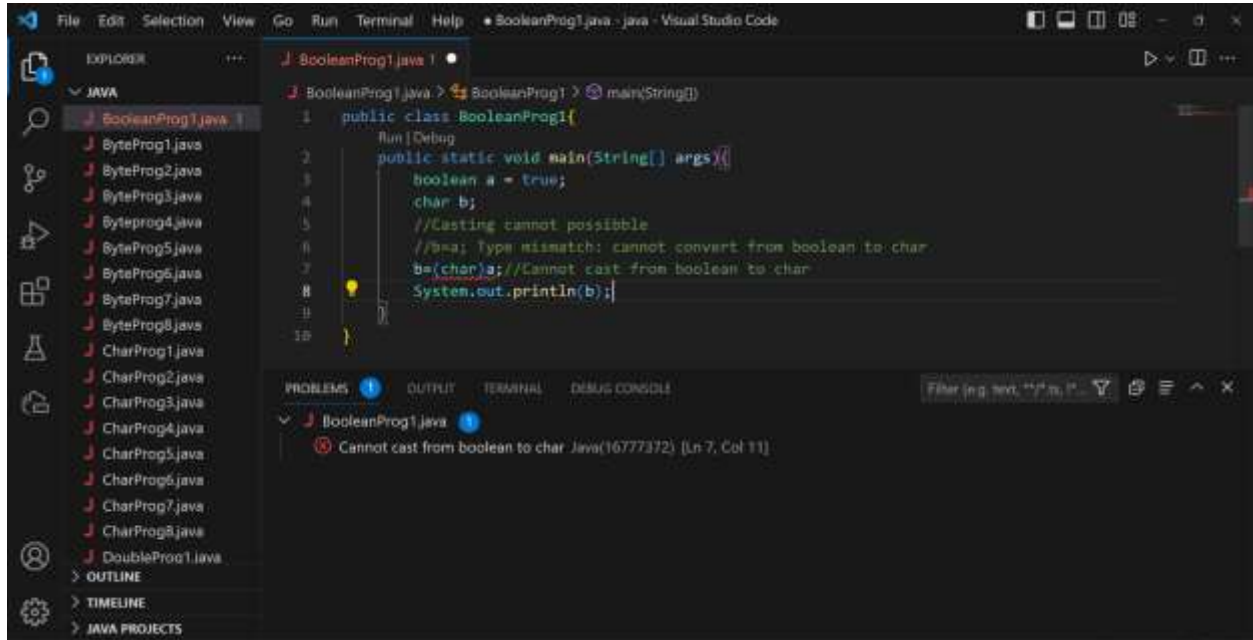 File Edit Selection View Go Run Terminal Help ● BooleanProg1.java - java - Visual Studio Code
EXPLORER ···
JAVA
BooleanProg1.java 1
ByteProg1.java
ByteProg2.java
ByteProg3.java
Byteprog4.java
ByteProg5.java
ByteProg6.java
ByteProg7.java
ByteProg8.java
CharProg1.java
CharProg2.java
CharProg3.java
CharProg4.java
CharProg5.java
CharProg6.java
CharProg7.java
CharProg8.java
DoubleProg1.java
OUTLINE
TIMELINE
JAVA PROJECTS
1
J BooleanProg1.java 1 ●
J BooleanProg1.java > BooleanProg1 > main(String[])
1 public class BooleanProg1{
Run | Debug
2 public static void main(String[] args){
3 boolean a = true;
4 char b;
5 //Casting cannot possibble
6 //b=a; Type mismatch: cannot convert from boolean to char
7 b=(char)a;//Cannot cast from boolean to char
8 System.out.println(b);
9 }
10 }
PROBLEMS 1 OUTPUT TERMINAL DEBUG CONSOLE
Filter (e.g. text,
J BooleanProg1.java 1
Cannot cast from boolean to char Java(16777372) [Ln 7, Col 11]